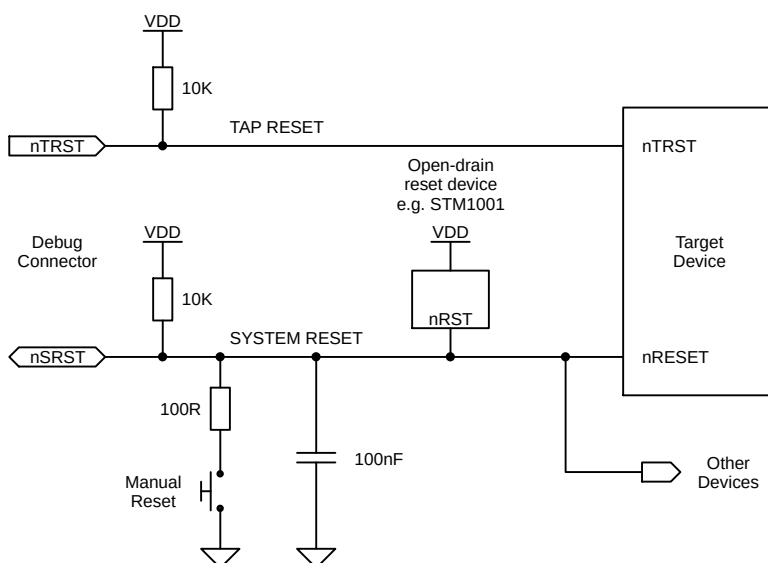 VDD
10K
nTRST
TAP RESET
nTRST
Open-drain
reset device
e.g. STM1001
Debug
Connector
VDD
VDD
Target
Device
10K
nRST
nSRST
SYSTEM RESET
nRESET
100R
100nF
Manual
Reset
Other
Devices